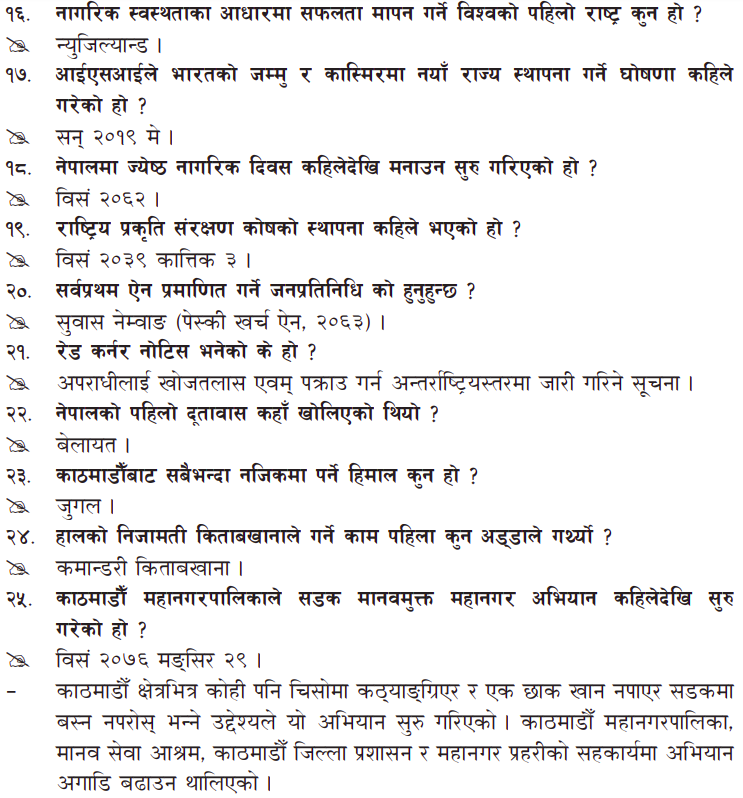 १६. नागरिक स्वस्थताका आधारमा सफलता मापन गर्ने विश्वको पहिलो राष्ट्र कुन हो ?
न्युजिल्यान्ड ।
१७. आईएसआईले भारतको जम्मु र कास्मिरमा नयाँ राज्य स्थापना गर्ने घोषणा कहिले
गरेको हो ?
सन् २०१९ मे ।
१८. नेपालमा ज्येष्ठ नागरिक दिवस कहिलेदेखि मनाउन सुरु गरिएको हो ?
विसं २०६२ ।
१९. राष्ट्रिय प्रकृति संरक्षण कोषको स्थापना कहिले भएको हो ?
विसं २०३९ कात्तिक ३ ।
२०. सर्वप्रथम ऐन प्रमाणित गर्ने जनप्रतिनिधि को हुनुहुन्छ ?
सुवास नेम्वाङ (पेस्की खर्च ऐन, २०६३) ।
२१. रेड कर्नर नोटिस भनेको के हो ?
अपराधीलाई खोजतलास एवम् पक्राउ गर्न अन्तर्राष्ट्रियस्तरमा जारी गरिने सूचना ।
२२. नेपालको पहिलो दूतावास कहाँ खोलिएको थियो ?
बेलायत ।
२३. काठमाडौँबाट सबैभन्दा नजिकमा पर्ने हिमाल कुन हो ?
जुगल ।
२४. हालको निजामती किताबखानाले गर्ने काम पहिला कुन अड्डाले गर्थ्यो ?
कमान्डरी किताबखाना ।
२५. काठमाडौँ महानगरपालिकाले सडक मानवमुक्त महानगर अभियान कहिलेदेखि सुरु
गरेको हो ?
विसं २०७६ मङ्सिर २९ ।
– काठमाडौँ क्षेत्रभित्र कोही पनि चिसोमा कठ्याङ्ग्रिएर र एक छाक खान नपाएर सडकमा
बस्न नपरोस् भन्ने उद्देश्यले यो अभियान सुरु गरिएको । काठमाडौँ महानगरपालिका,
मानव सेवा आश्रम, काठमाडौँ जिल्ला प्रशासन र महानगर प्रहरीको सहकार्यमा अभियान
अगाडि बढाउन थालिएको ।